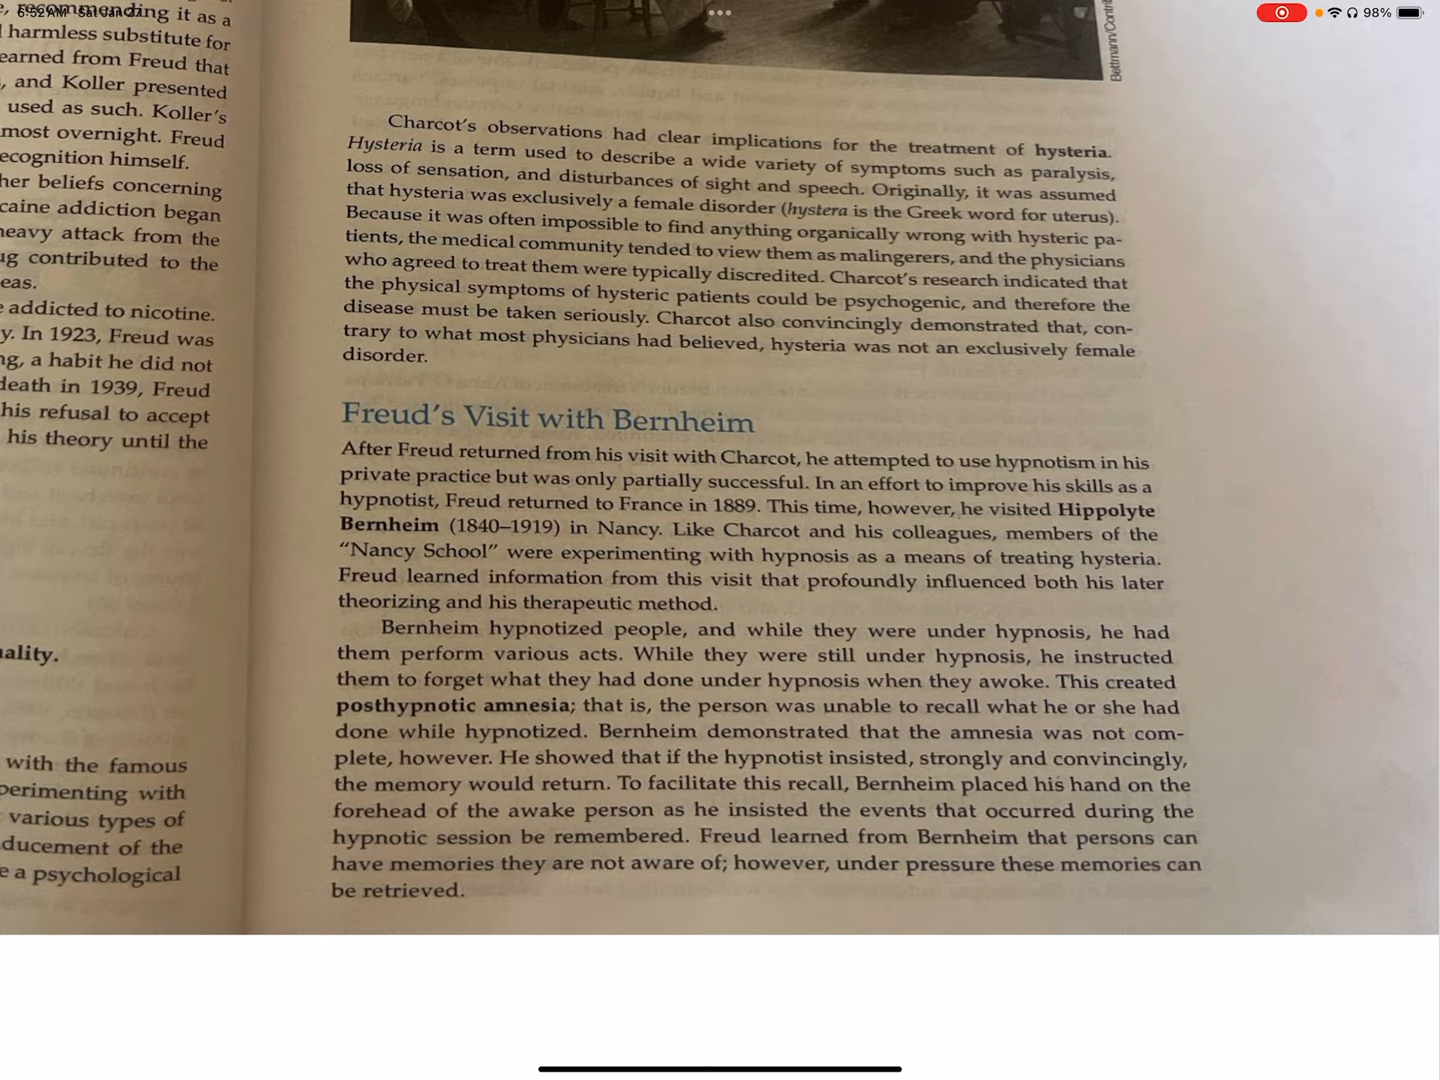 6:52 AM Sat Jan 27
98%
, recommending it as a
harmless substitute for
earned from Freud that
, and Koller presented
used as such. Koller's
most overnight. Freud
ecognition himself.
her beliefs concerning
caine addiction began
heavy attack from the
ug contributed to the
eas.
addicted to nicotine.
y. In 1923, Freud was
ng, a habit he did not
death in 1939, Freud
his refusal to accept
his theory until the
nality.
with the famous
perimenting with
various types of
ducement of the
e a psychological
Bettmann/Contri
Charcot's observations had clear implications for the treatment of hysteria.
Hysteria is a term used to describe a wide variety of symptoms such as paralysis,
loss of sensation, and disturbances of sight and speech. Originally, it was assumed
that hysteria was exclusively a female disorder (hystera is the Greek word for uterus).
Because it was often impossible to find anything organically wrong with hysteric pa-
tients, the medical community tended to view them as malingerers, and the physicians
who agreed to treat them were typically discredited. Charcot's research indicated that
the physical symptoms of hysteric patients could be psychogenic, and therefore the
disease must be taken seriously. Charcot also convincingly demonstrated that, con-
trary to what most physicians had believed, hysteria was not an exclusively female
disorder.
Freud's Visit with Bernheim
After Freud returned from his visit with Charcot, he attempted to use hypnotism in his
private practice but was only partially successful. In an effort to improve his skills as a
hypnotist, Freud returned to France in 1889. This time, however, he visited Hippolyte
Bernheim (1840–1919) in Nancy. Like Charcot and his colleagues, members of the
"Nancy School" were experimenting with hypnosis as a means of treating hysteria.
Freud learned information from this visit that profoundly influenced both his later
theorizing and his therapeutic method.
Bernheim hypnotized people, and while they were under hypnosis, he had
them perform various acts. While they were still under hypnosis, he instructed
them to forget what they had done under hypnosis when they awoke. This created
posthypnotic amnesia; that is, the person was unable to recall what he or she had
done while hypnotized. Bernheim demonstrated that the amnesia was not com-
plete, however. He showed that if the hypnotist insisted, strongly and convincingly,
the memory would return. To facilitate this recall, Bernheim placed his hand on the
forehead of the awake person as he insisted the events that occurred during the
hypnotic session be remembered. Freud learned from Bernheim that persons can
have memories they are not aware of; however, under pressure these memories can
be retrieved.